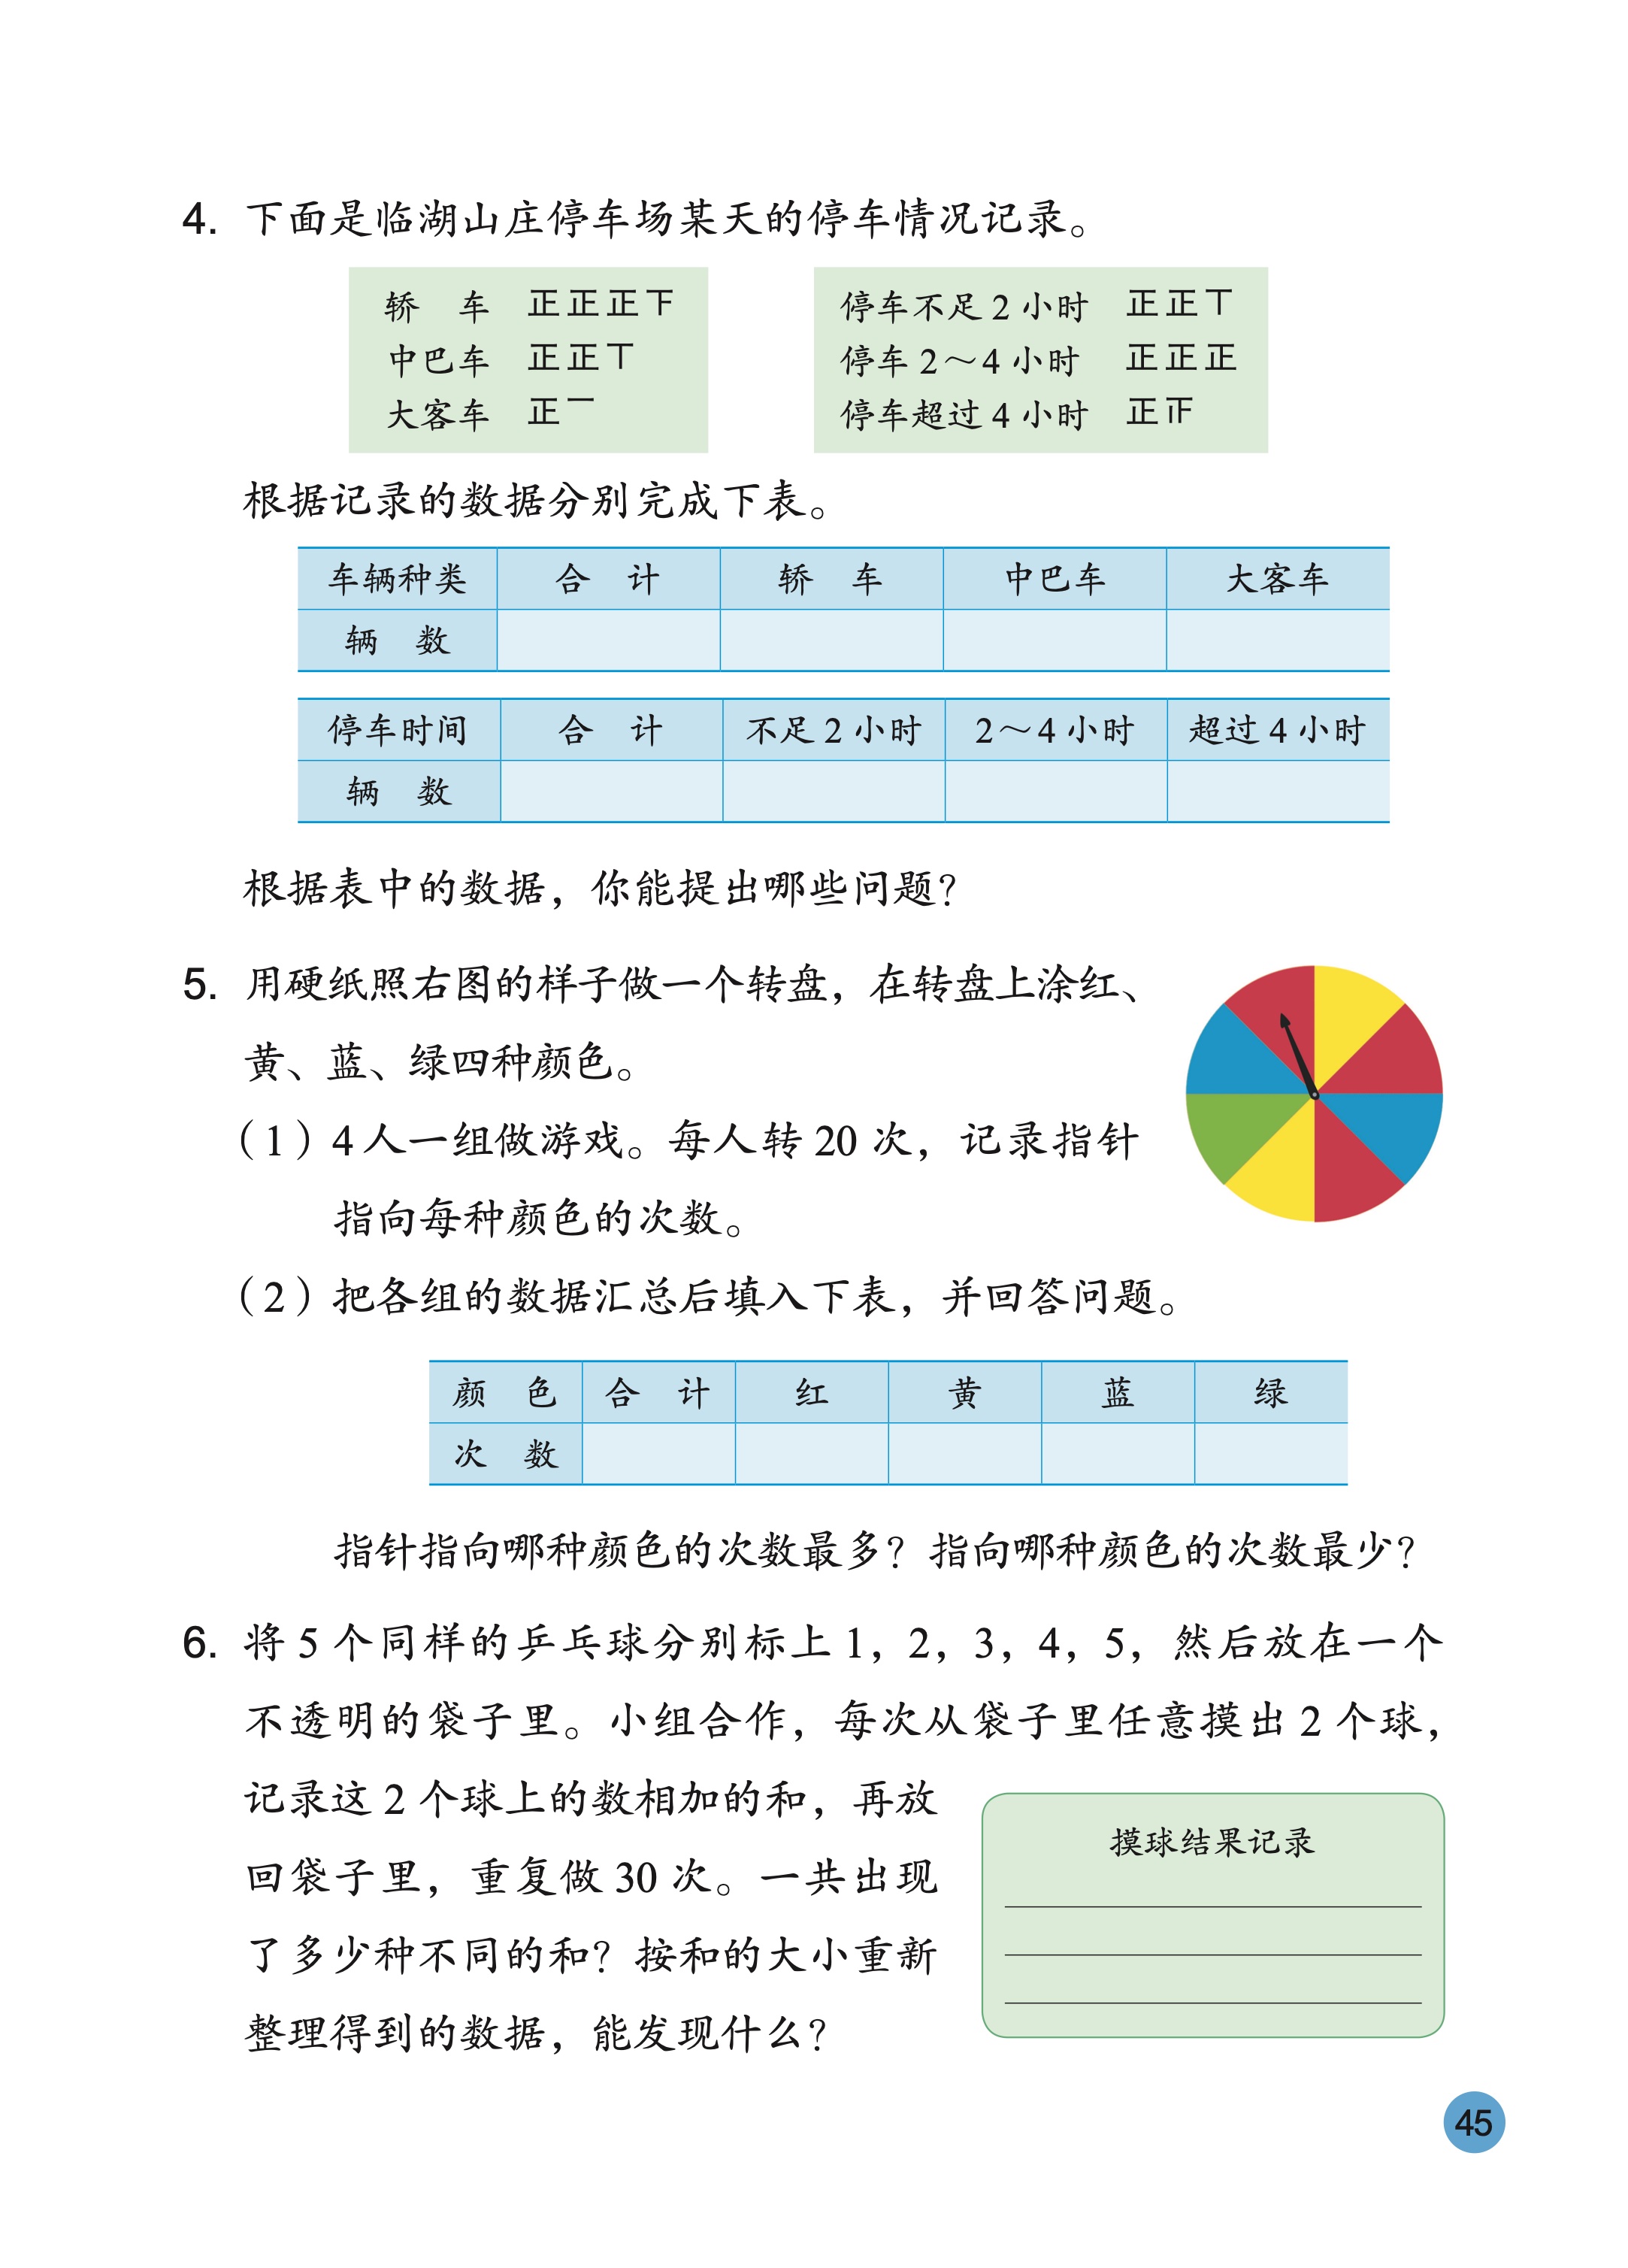 4. 下面是临湖山庄停车场某天的停车情况记录。
轿 车 正正正下
中巴车 正正丅
大客车 正一
停车不足 2 小时 正正丅
停车 2～4 小时 正正正
停车超过 4 小时 正
根据记录的数据分别完成下表。
车辆种类 合 计 轿 车 中巴车 大客车
辆 数
停车时间 合 计 不足 2 小时 2～4 小时 超过 4 小时
辆 数
根据表中的数据，你能提出哪些问题？
5. 用硬纸照右图的样子做一个转盘，在转盘上涂红、
黄、蓝、绿四种颜色。
（1）4 人一组做游戏。每人转 20 次，记录指针
指向每种颜色的次数。
（2）把各组的数据汇总后填入下表，并回答问题。
颜 色 合 计 红 黄 蓝 绿
次 数
指针指向哪种颜色的次数最多？指向哪种颜色的次数最少？
6. 将 5 个同样的乒乓球分别标上 1，2，3，4，5，然后放在一个
不透明的袋子里。小组合作，每次从袋子里任意摸出 2 个球，
记录这 2 个球上的数相加的和，再放
回袋子里，重复做 30 次。一共出现
了多少种不同的和？按和的大小重新
整理得到的数据，能发现什么？
摸球结果记录
45